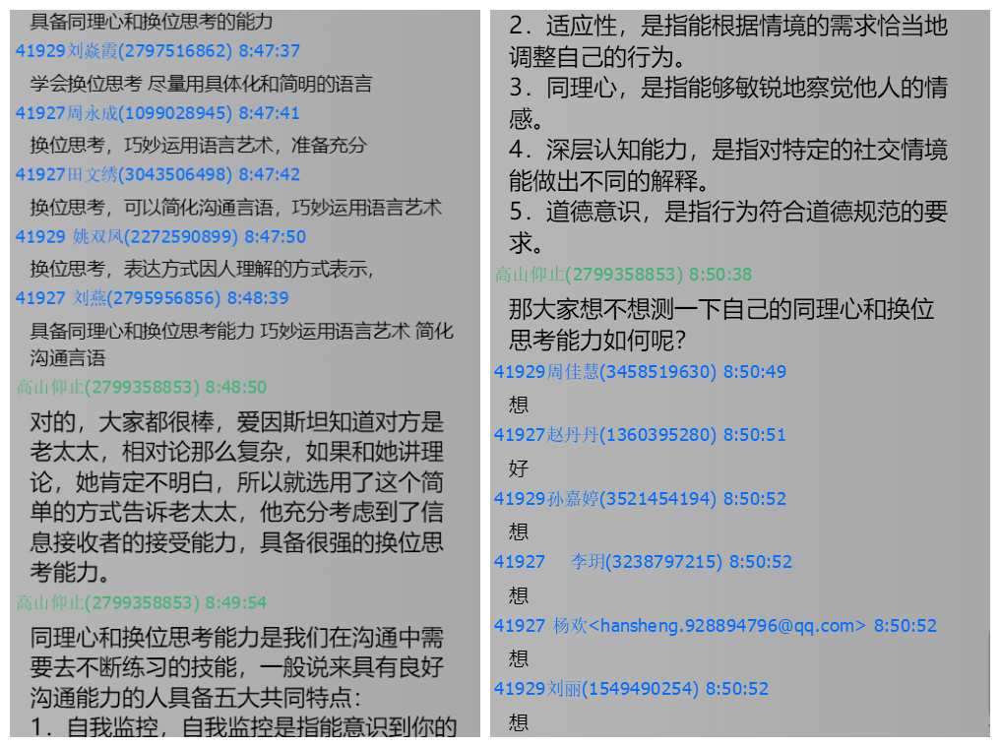 具备同理心和换位思考的能力
41929刘焱霞(2797516862) 8:47:37
学会换位思考 尽量用具体化和简明的语言
41927周永成(1099028945) 8:47:41
换位思考，巧妙运用语言艺术，准备充分
41927田文绣(3043506498) 8:47:42
换位思考，可以简化沟通言语，巧妙运用语言艺术
41929 姚双凤(2272590899) 8:47:50
换位思考，表达方式因人理解的方式表示，
41927 刘燕(2795956856) 8:48:39
具备同理心和换位思考能力 巧妙运用语言艺术 简化
沟通言语
高山仰止(2799358853) 8:48:50
对的，大家都很棒，爱因斯坦知道对方是
老太太，相对论那么复杂，如果和她讲理
论，她肯定不明白，所以就选用了这个简
单的方式告诉老太太，他充分考虑到了信
息接收者的接受能力，具备很强的换位思
考能力。
高山仰止(2799358853) 8:49:54
同理心和换位思考能力是我们在沟通中需
要去不断练习的技能，一般说来具有良好
沟通能力的人具备五大共同特点：
1．自我监控，自我监控是指能意识到你的
2．适应性，是指能根据情境的需求恰当地
调整自己的行为。
3．同理心，是指能够敏锐地察觉他人的情
感。
4．深层认知能力，是指对特定的社交情境
能做出不同的解释。
5．道德意识，是指行为符合道德规范的要
求。
高山仰止(2799358853) 8:50:38
那大家想不想测一下自己的同理心和换位
思考能力如何呢？
41929周佳慧(3458519630) 8:50:49
想
41927赵丹丹(1360395280) 8:50:51
好
41929孙嘉婷(3521454194) 8:50:52
想
41927 李玥(3238797215) 8:50:52
想
41927 杨欢<hansheng.928894796@qq.com> 8:50:52
想
41929刘丽(1549490254) 8:50:52
想